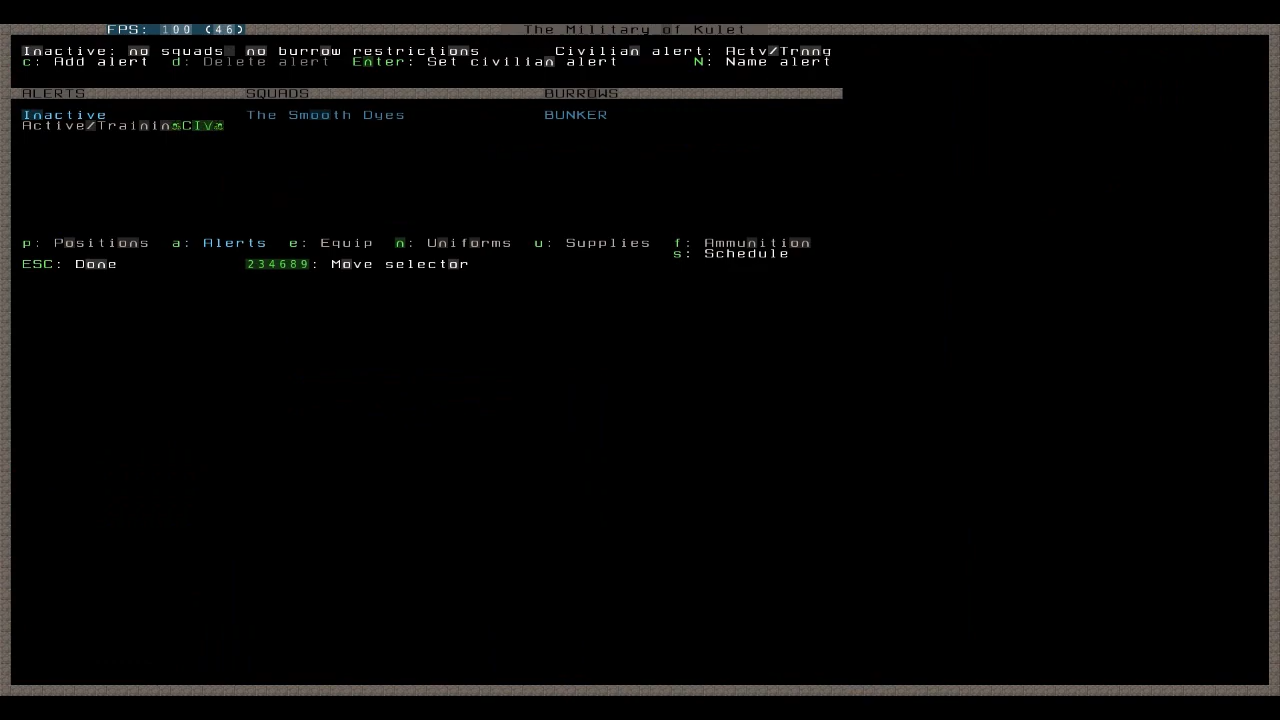 FPS: 100 (46) The Military of Kulet
Inactive: no squads no burrow restrictions Civilian alert: Actv/Trnng
c: Add alert d: Delete alert Enter: Set civilian alert N: Name alert
ALERTS SQUADS BURROWS
Inactive The Smooth Dyes BUNKER
Active/Trainin CIV
p: Positions a: Alerts e: Equip n: Uniforms u: Supplies f: Ammunition
s: Schedule
ESC: Done 234689: Move selector